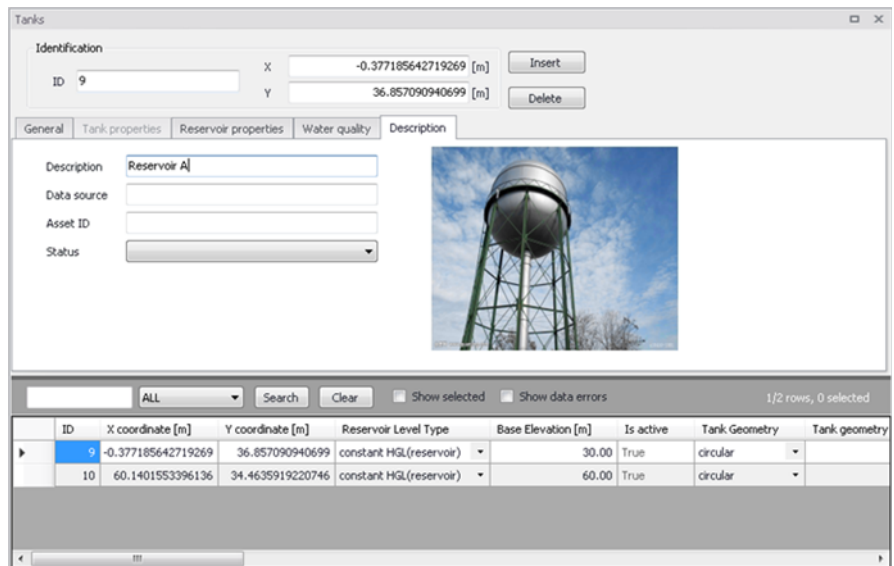 Tanks
Identification
ID 9
X -0.377185642719269 [m] Insert
Y 36.857090940699 [m] Delete
General Tank properties Reservoir properties Water quality Description
Description Reservoir A
Data source
Asset ID
Status
ALL Search Clear Show selected Show data errors 1/2 rows, 0 selected
ID X coordinate [m] Y coordinate [m] Reservoir Level Type Base Elevation [m] Is active Tank Geometry Tank geometry
9 -0.377185642719269 36.857090940699 constant HGL(reservoir) 30.00 True circular
10 60.1401553396136 34.4635919220746 constant HGL(reservoir) 60.00 True circular